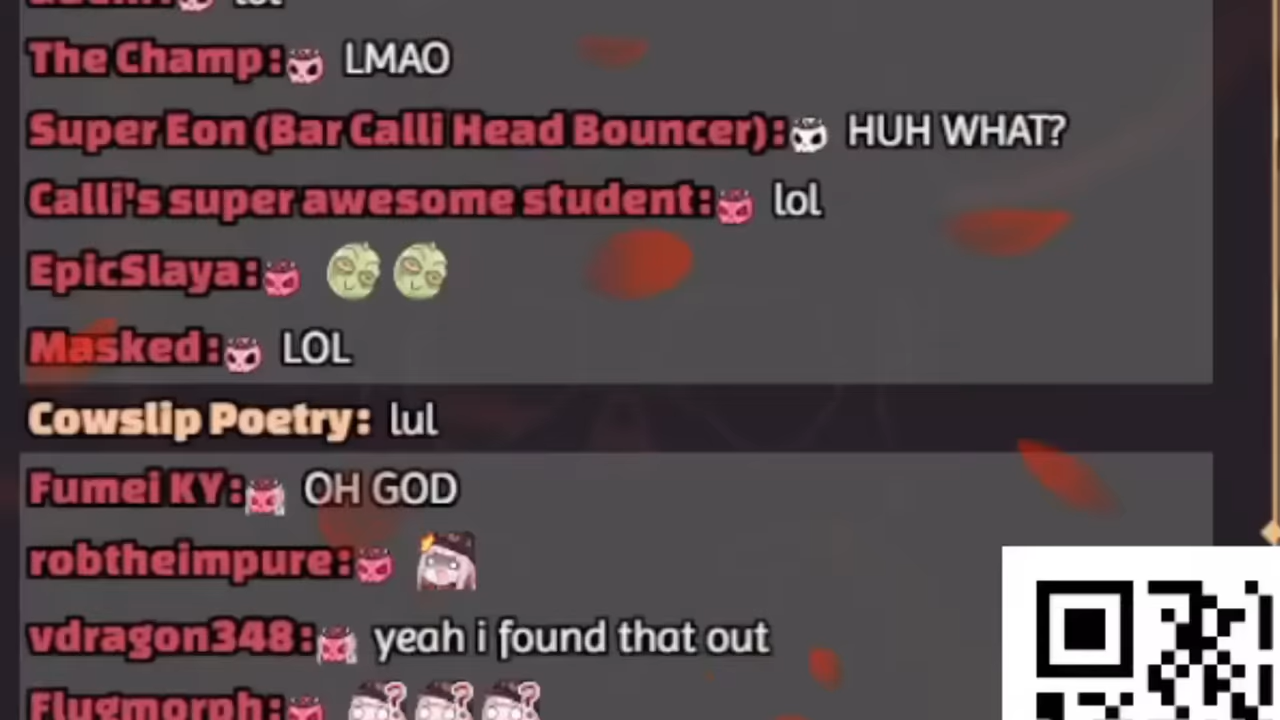 lol
The Champ: LMAO
Super Eon (Bar Calli Head Bouncer): HUH WHAT?
Calli's super awesome student: lol
EpicSlaya:
Masked: LOL
Cowslip Poetry: lul
Fumei KY: OH GOD
robtheimpure:
vdragon348: yeah i found that out
Flugmorph: